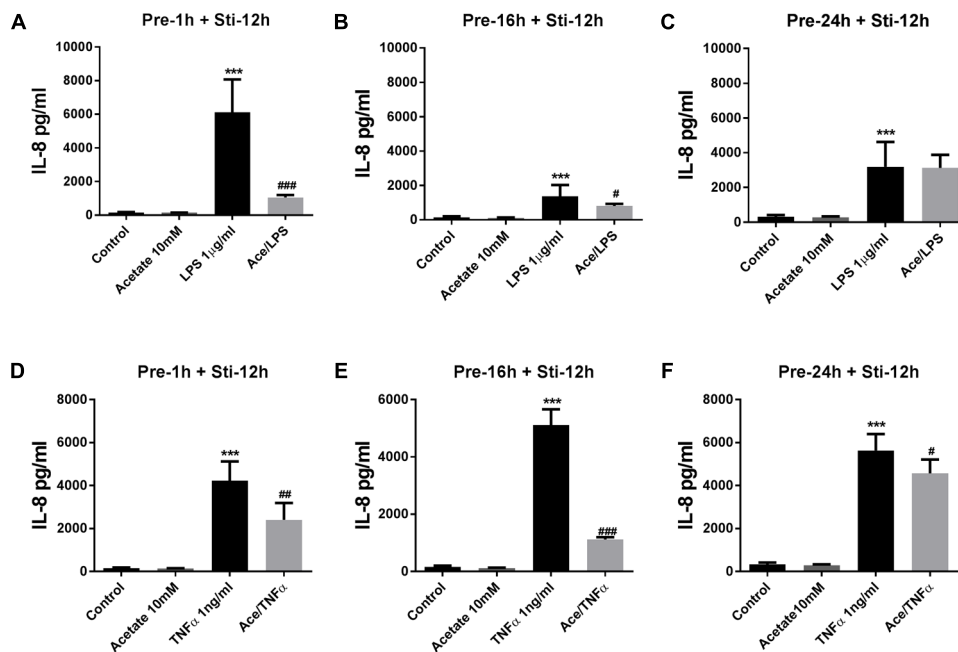 A
Pre-1h + Sti-12h
IL-8 pg/ml
10000
8000
6000
4000
2000
0
***
###
Control
Acetate 10mM
LPS 1μg/ml
Ace/LPS
B
Pre-16h + Sti-12h
IL-8 pg/ml
10000
8000
6000
4000
2000
0
***
#
Control
Acetate 10mM
LPS 1μg/ml
Ace/LPS
C
Pre-24h + Sti-12h
IL-8 pg/ml
10000
8000
6000
4000
2000
0
***
Control
Acetate 10mM
LPS 1μg/ml
Ace/LPS
D
Pre-1h + Sti-12h
IL-8 pg/ml
8000
6000
4000
2000
0
***
##
Control
Acetate 10mM
TNFα 1ng/ml
Ace/TNFα
E
Pre-16h + Sti-12h
IL-8 pg/ml
6000
4000
2000
0
***
###
Control
Acetate 10mM
TNFα 1ng/ml
Ace/TNFα
F
Pre-24h + Sti-12h
IL-8 pg/ml
8000
6000
4000
2000
0
***
#
Control
Acetate 10mM
TNFα 1ng/ml
Ace/TNFα